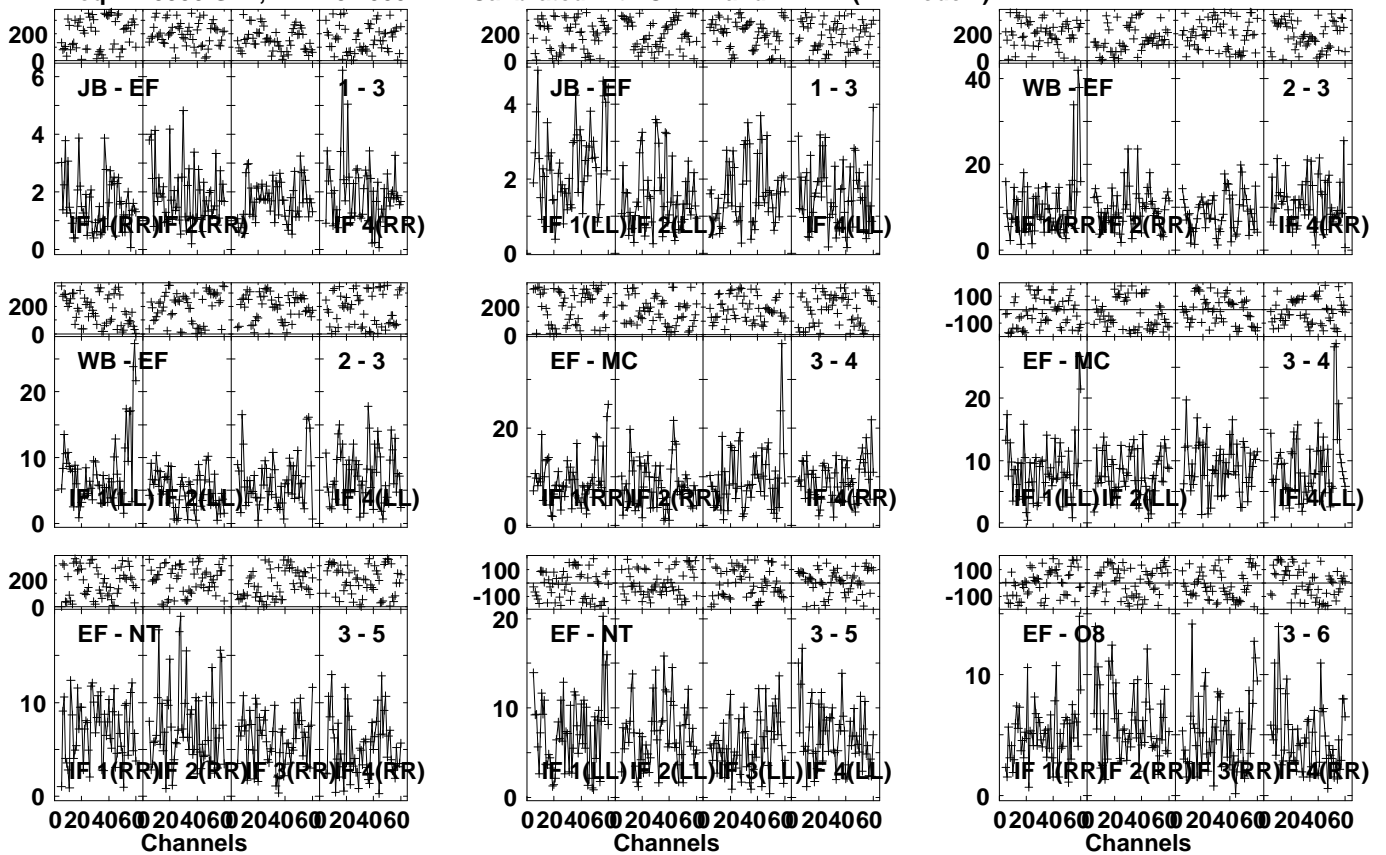 200
0
200
0
6
4
2
0
JB - EF
1 - 3
IF 1(RR)
IF 2(RR)
IF 4(RR)
4
2
0
JB - EF
1 - 3
IF 1(LL)
IF 2(LL)
IF 4(LL)
200
0
40
20
0
WB - EF
2 - 3
IF 1(RR)
IF 2(RR)
IF 4(RR)
200
0
20
10
0
WB - EF
2 - 3
IF 1(LL)
IF 2(LL)
IF 4(LL)
200
0
20
0
EF - MC
3 - 4
IF 1(RR)
IF 2(RR)
IF 4(RR)
100
-100
20
10
0
EF - MC
3 - 4
IF 1(LL)
IF 2(LL)
IF 4(LL)
200
0
10
0
EF - NT
3 - 5
IF 1(RR)
IF 2(RR)
IF 3(RR)
IF 4(RR)
100
-100
20
10
0
EF - NT
3 - 5
IF 1(LL)
IF 2(LL)
IF 3(LL)
IF 4(LL)
100
-100
10
0
EF - O8
3 - 6
IF 1(RR)
IF 2(RR)
IF 3(RR)
IF 4(RR)
0 20 40 60 0 20 40 60 0 20 40 60 0 20 40 60
Channels
0 20 40 60 0 20 40 60 0 20 40 60 0 20 40 60
Channels
0 20 40 60 0 20 40 60 0 20 40 60 0 20 40 60
Channels